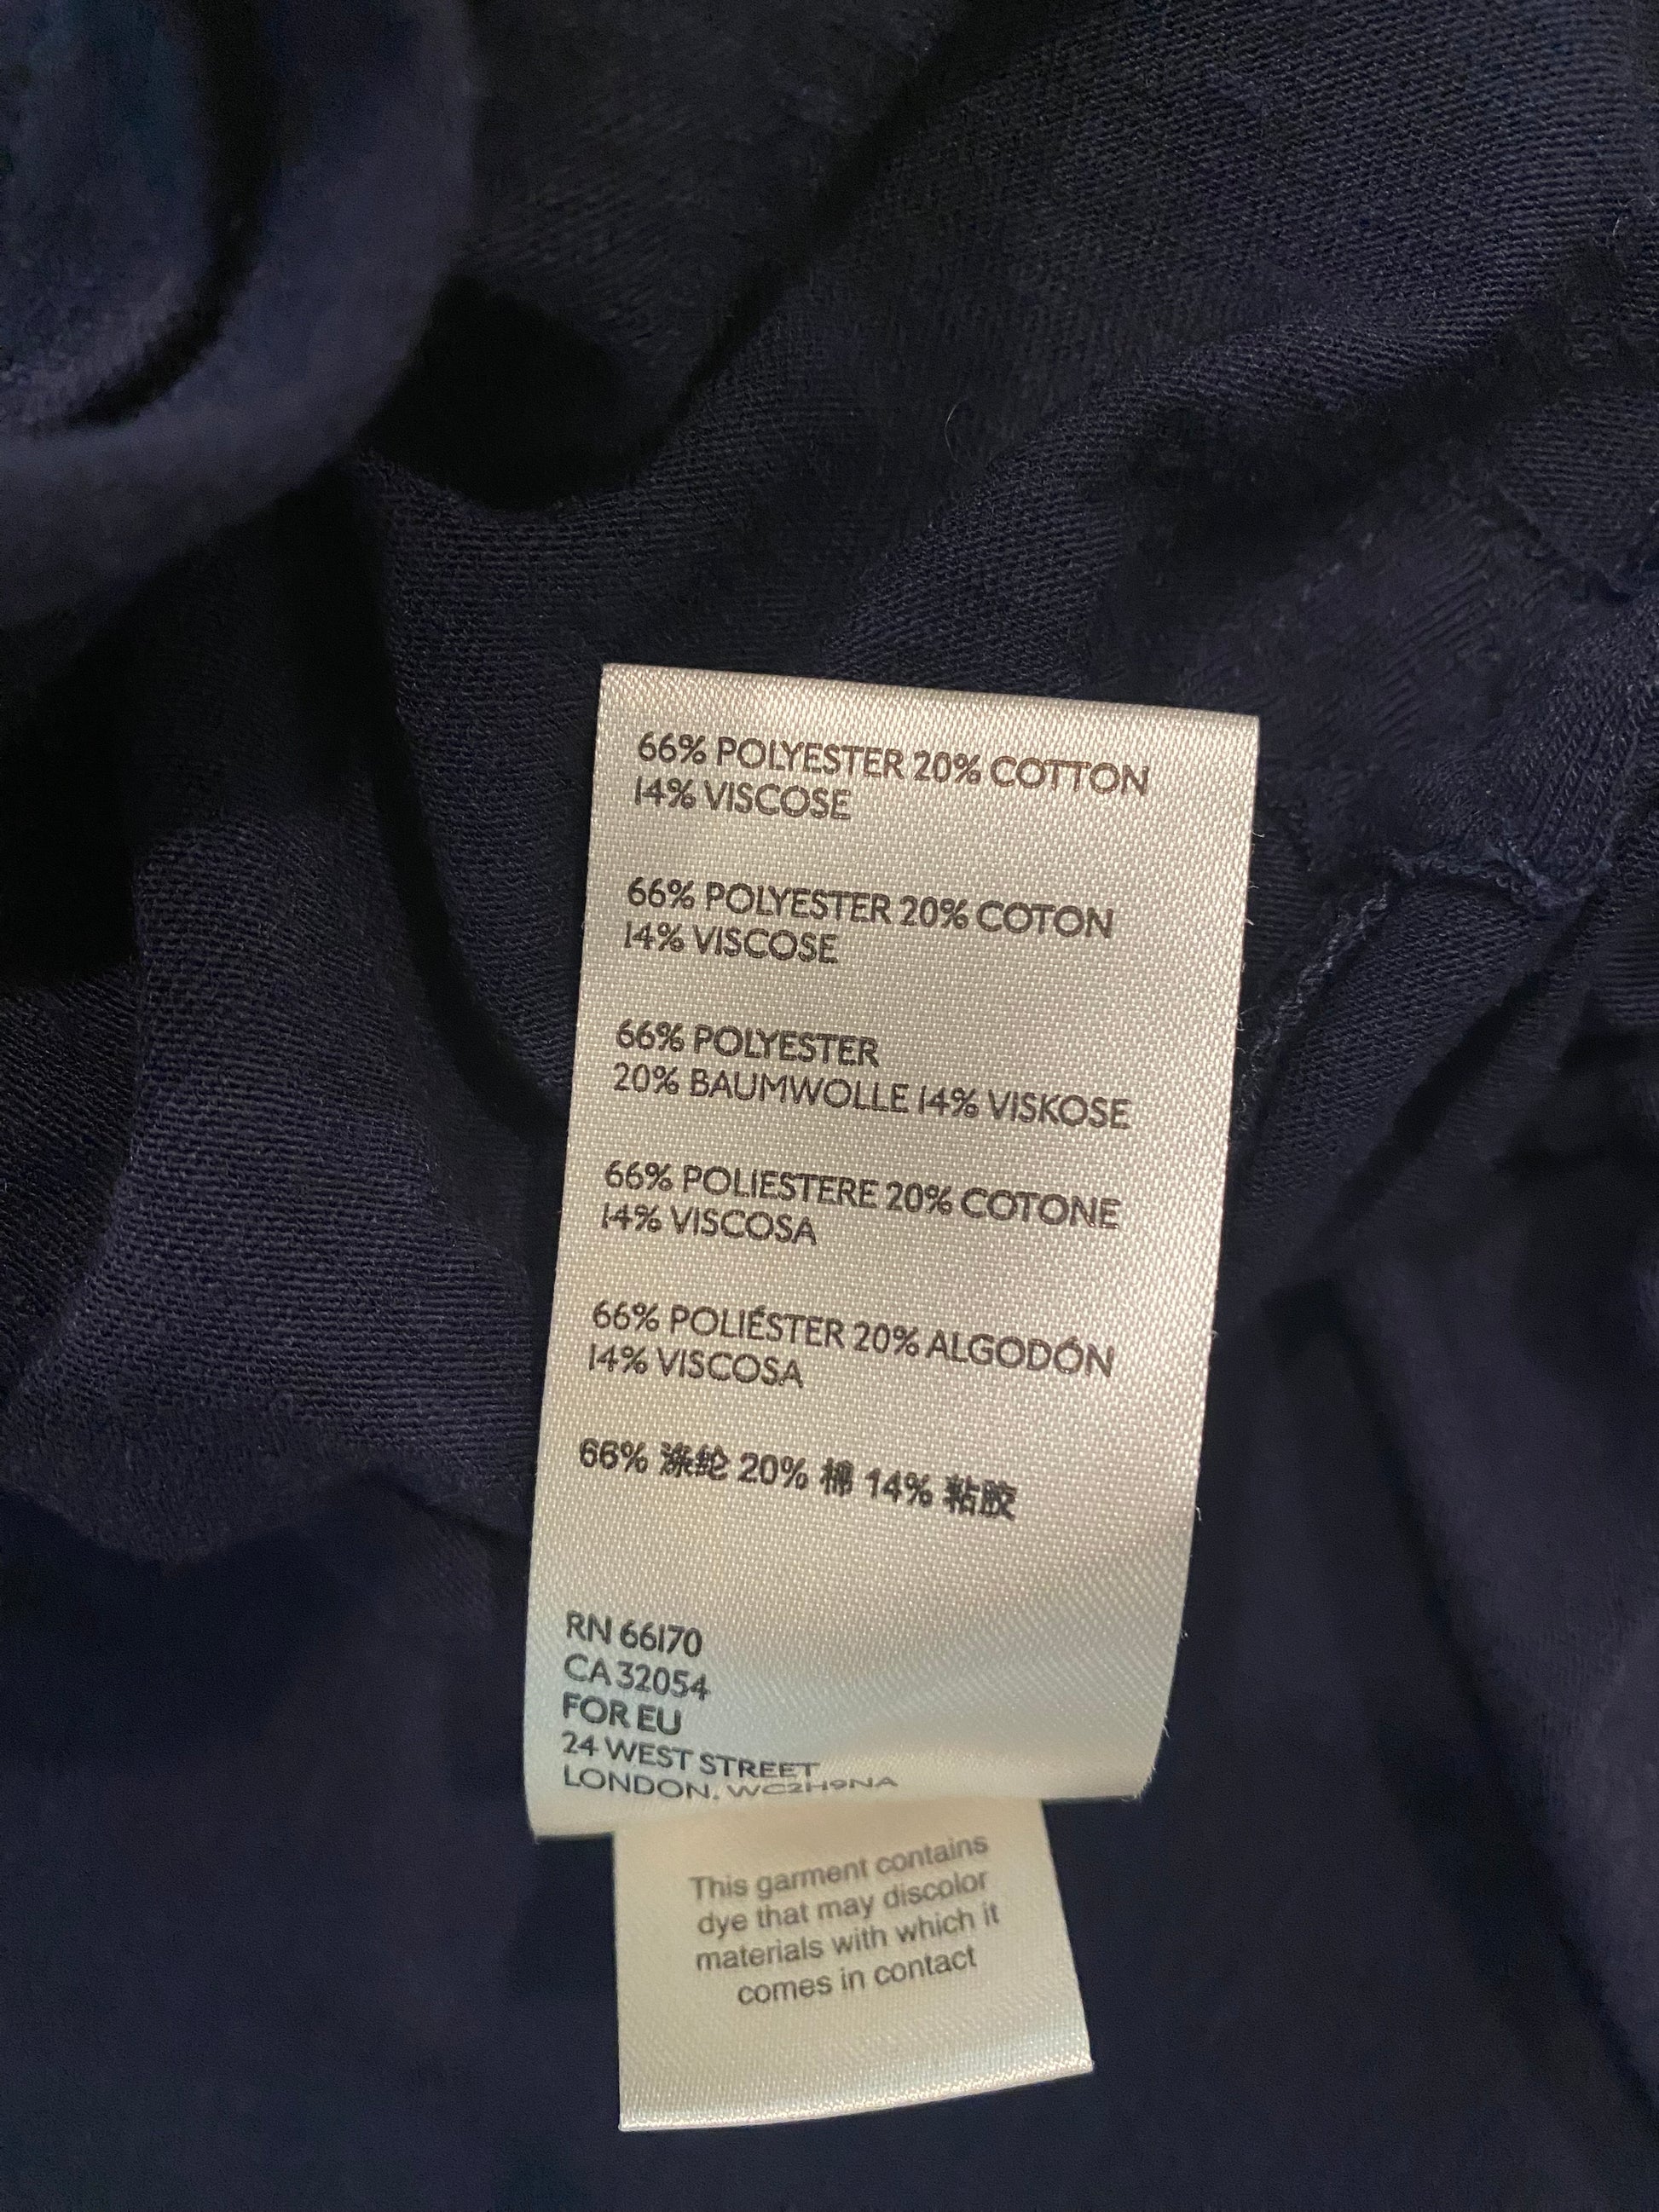 66% POLYESTER 20% COTTON
14% VISCOSE
66% POLYESTER 20% COTON
14% VISCOSE
66% POLYESTER
20% BAUMWOLLE 14% VISKOSE
66% POLIESTERE 20% COTONE
14% VISCOSA
66% POLIÉSTER 20% ALGODÓN
14% VISCOSA
66% 涤纶 20% 棉 14% 粘胶
RN 66170
CA 32054
FOR EU
24 WEST STREET
LONDON, WC2H9NA
This garment contains
dye that may discolor
materials with which it
comes in contact